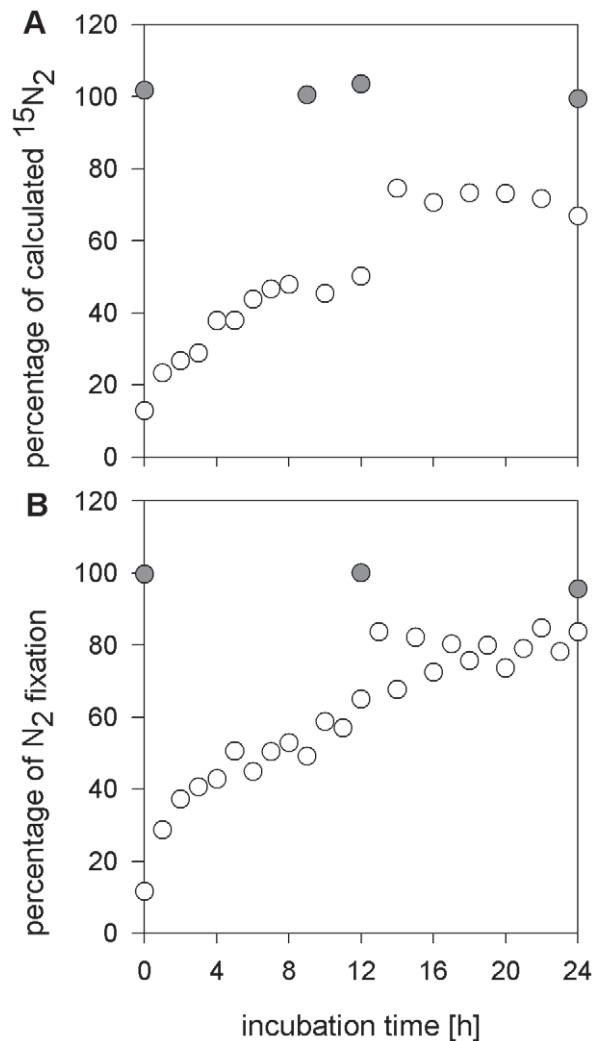 A
percentage of calculated ¹⁵N₂
120
100
80
60
40
20
0
B
percentage of N₂ fixation
120
100
80
60
40
20
0
0 4 8 12 16 20 24
incubation time [h]